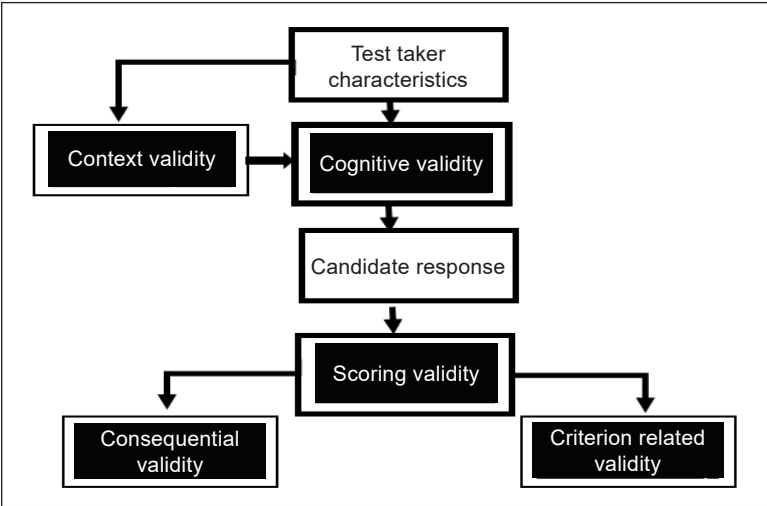 Test taker
characteristics
Context validity
Cognitive validity
Candidate response
Scoring validity
Consequential
validity
Criterion related
validity